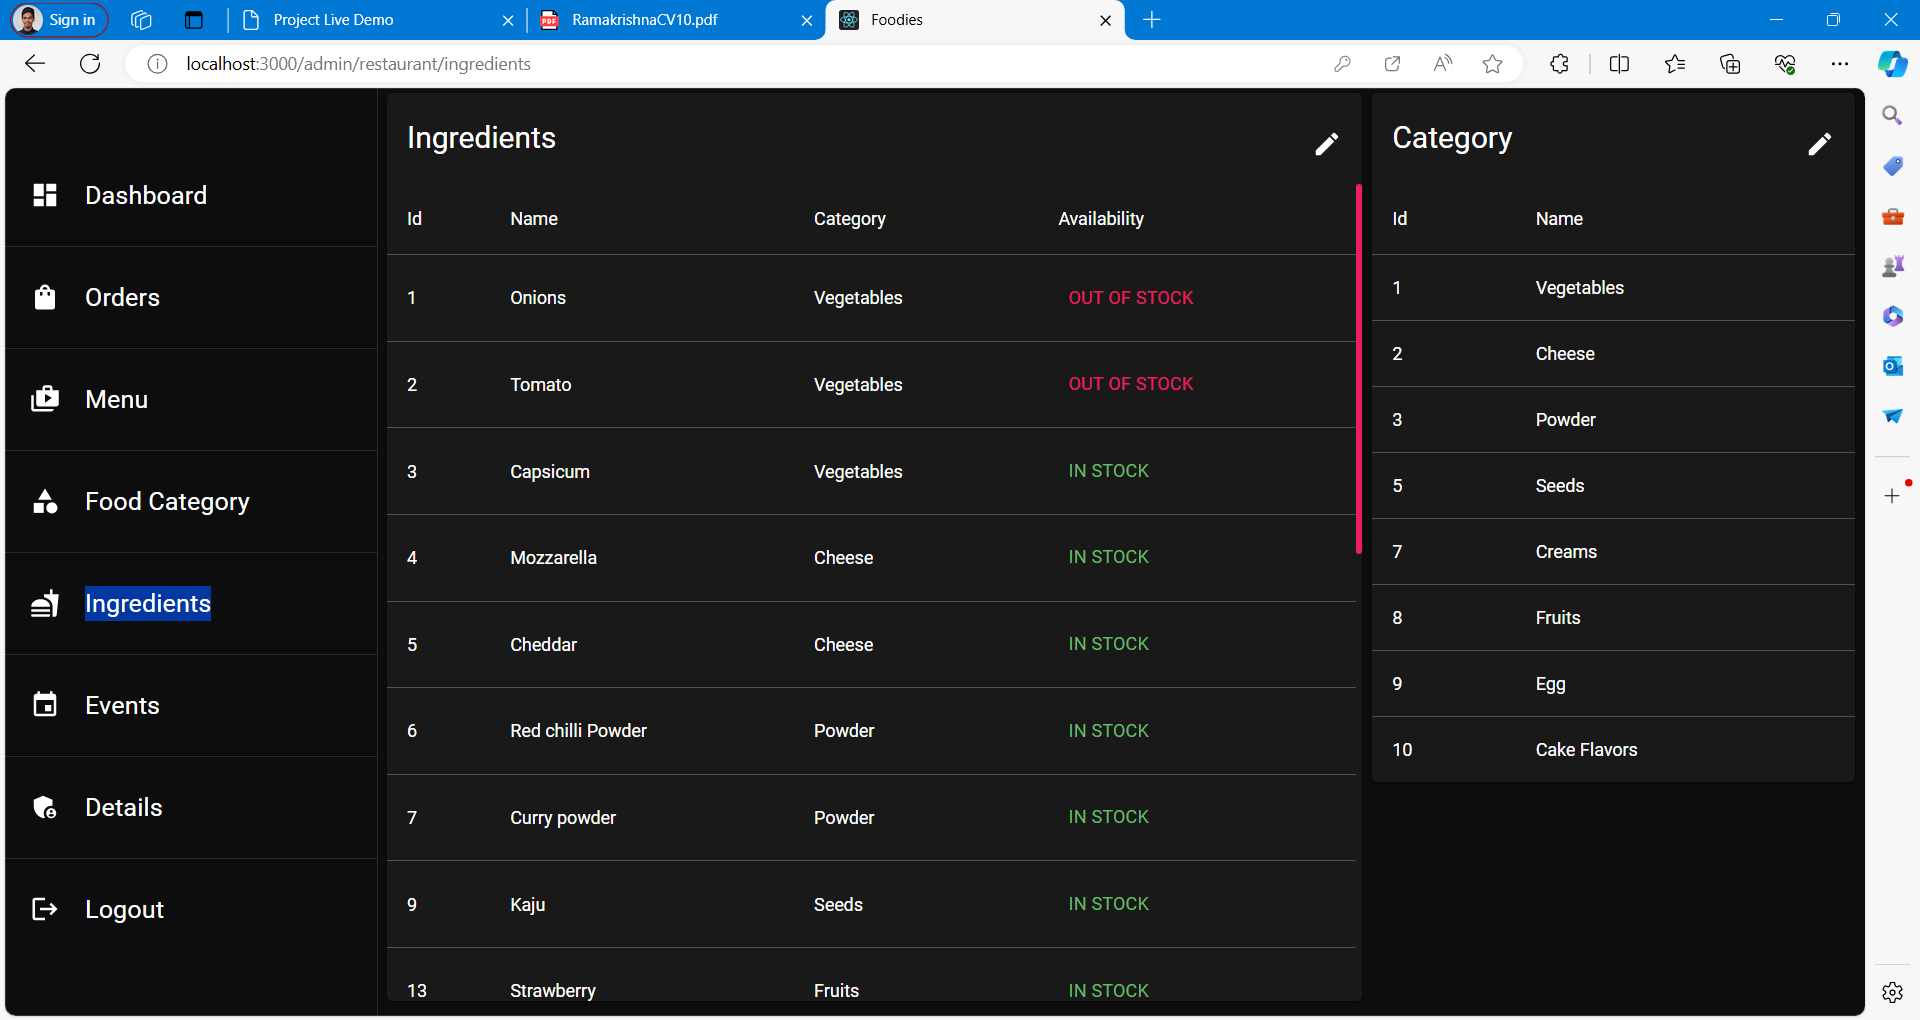 Sign in
Project Live Demo
RamakrishnaCV10.pdf
Foodies
localhost:3000/admin/restaurant/ingredients
Dashboard
Orders
Menu
Food Category
Ingredients
Events
Details
Logout
Ingredients
Id Name Category Availability
1 Onions Vegetables OUT OF STOCK
2 Tomato Vegetables OUT OF STOCK
3 Capsicum Vegetables IN STOCK
4 Mozzarella Cheese IN STOCK
5 Cheddar Cheese IN STOCK
6 Red chilli Powder Powder IN STOCK
7 Curry powder Powder IN STOCK
9 Kaju Seeds IN STOCK
13 Strawberry Fruits IN STOCK
Category
Id Name
1 Vegetables
2 Cheese
3 Powder
5 Seeds
7 Creams
8 Fruits
9 Egg
10 Cake Flavors